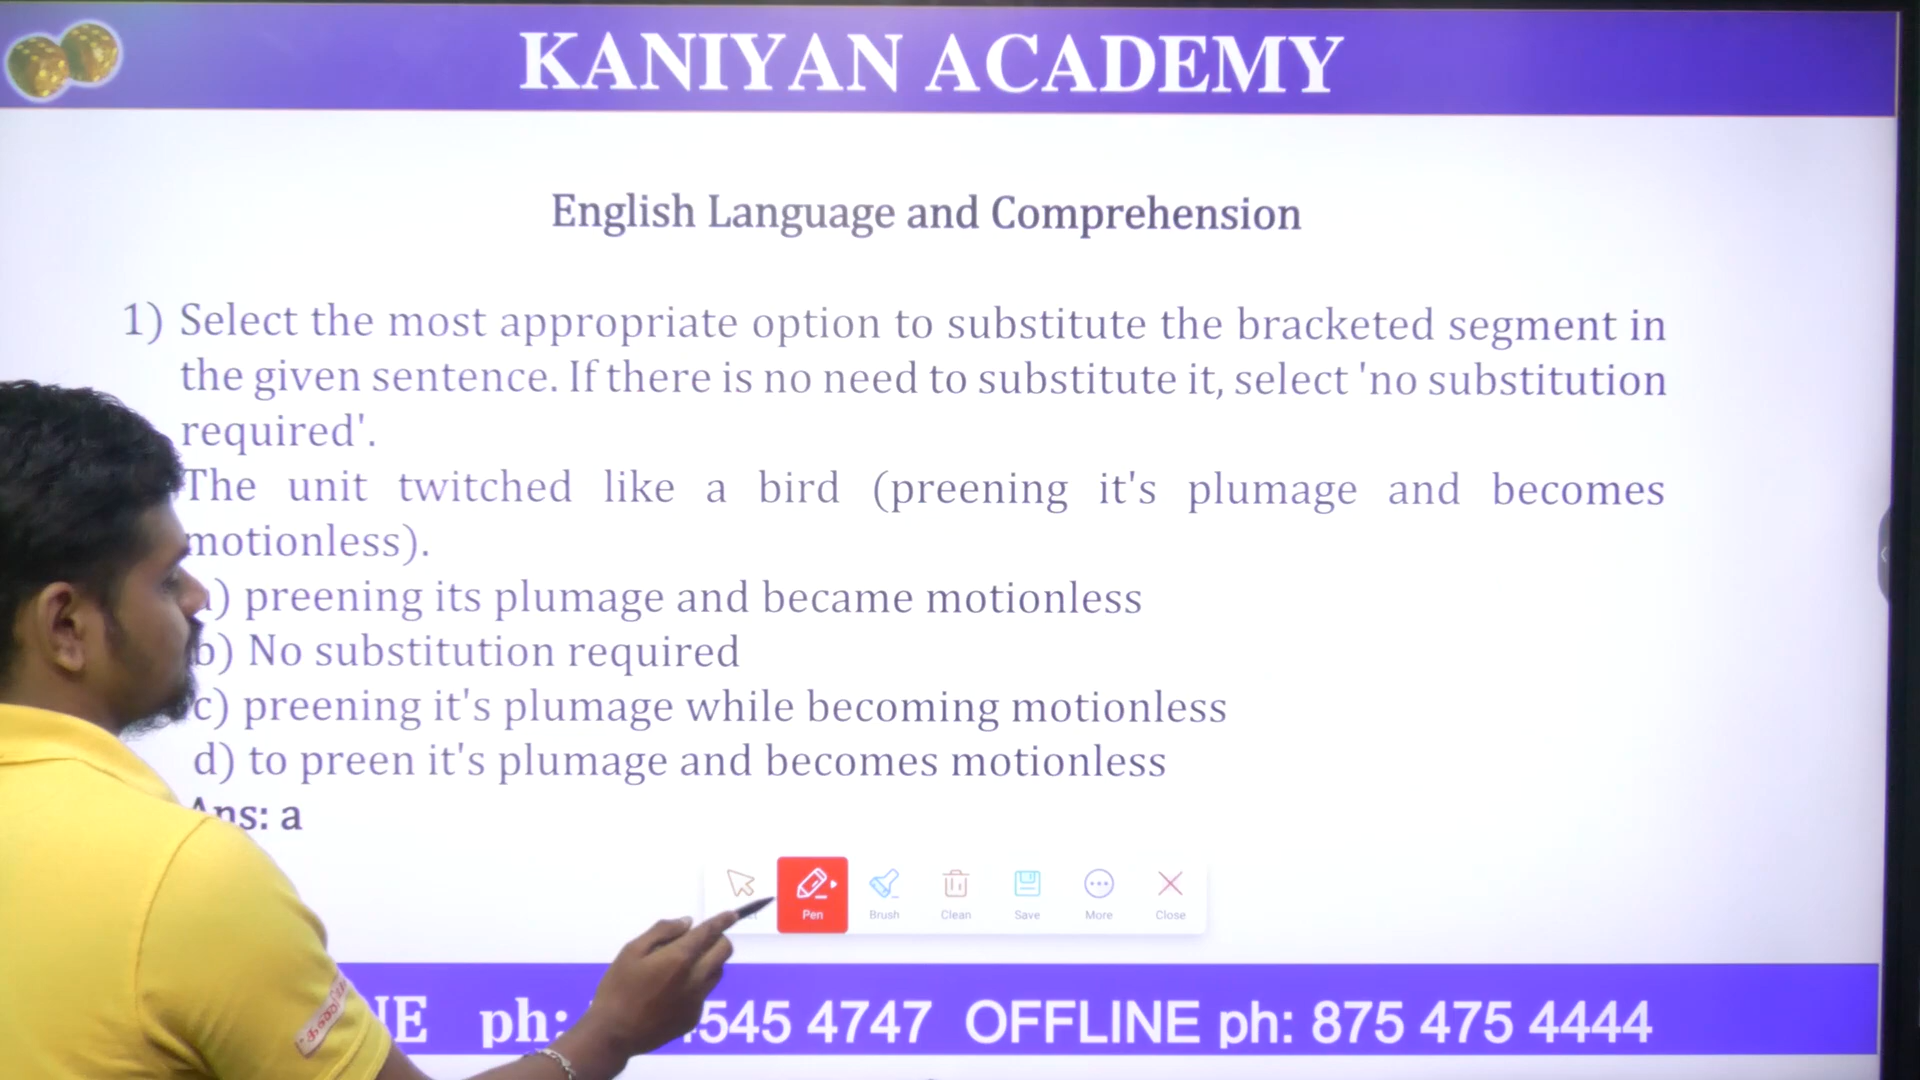 KANIYAN ACADEMY
English Language and Comprehension
1) Select the most appropriate option to substitute the bracketed segment in
the given sentence. If there is no need to substitute it, select 'no substitution
required'.
The unit twitched like a bird (preening it's plumage and becomes
motionless).
a) preening its plumage and became motionless
b) No substitution required
c) preening it's plumage while becoming motionless
d) to preen it's plumage and becomes motionless
Ans: a
Pen Brush Clean Save More Close
ph: 545 4747 OFFLINE ph: 875 475 4444